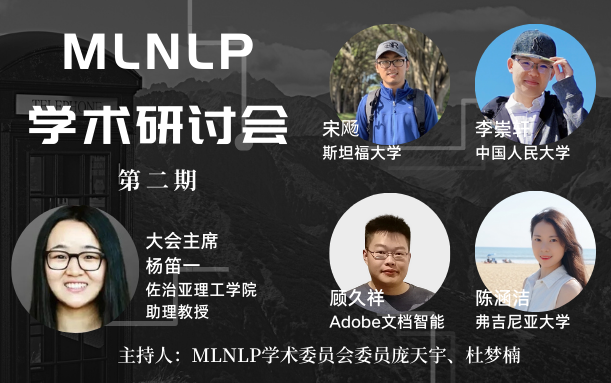 MLNLP
学术研讨会
第二期
宋飏
斯坦福大学
李崇轩
中国人民大学
大会主席
杨笛一
佐治亚理工学院
助理教授
顾久祥
Adobe文档智能
陈涵洁
弗吉尼亚大学
主持人：MLNLP学术委员会委员庞天宇、杜梦楠
TELEPHONE